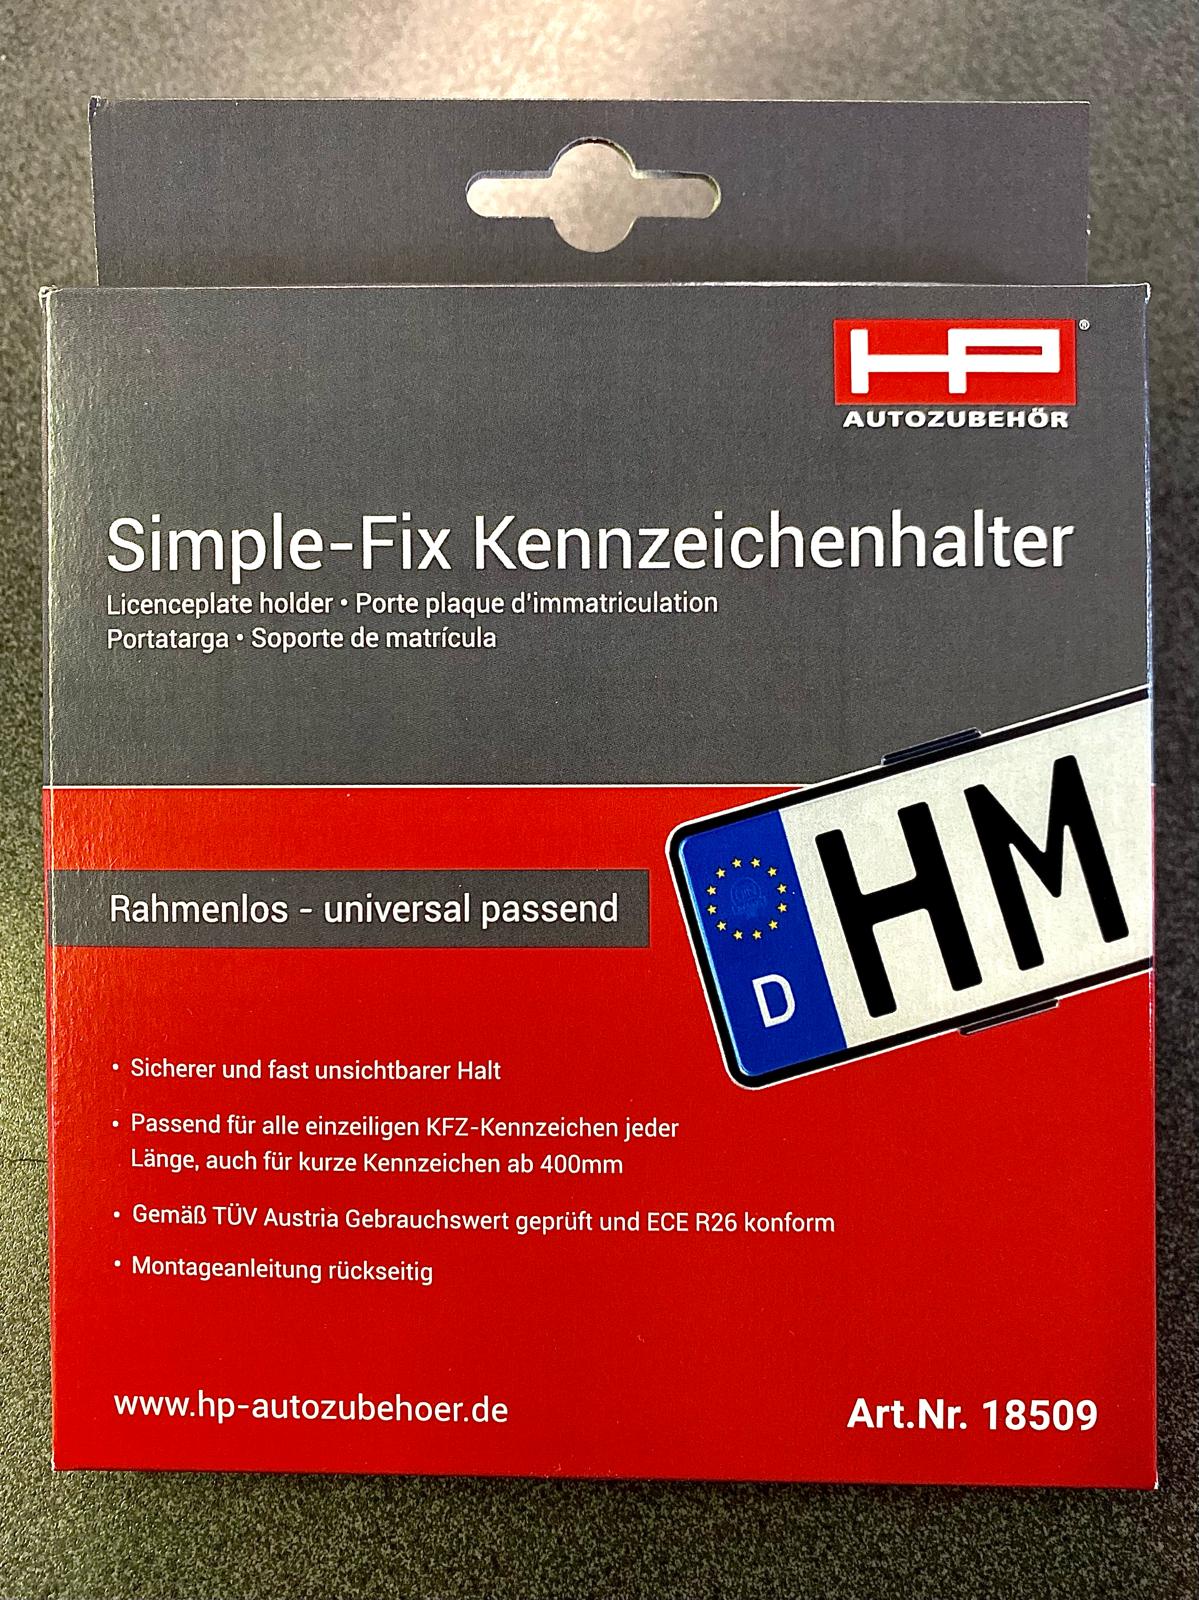 HP ®
AUTOZUBEHÖR
Simple-Fix Kennzeichenhalter
Licenceplate holder • Porte plaque d'immatriculation
Portatarga • Soporte de matrícula
HM
D
Rahmenlos - universal passend
• Sicherer und fast unsichtbarer Halt
• Passend für alle einzeiligen KFZ-Kennzeichen jeder
Länge, auch für kurze Kennzeichen ab 400mm
• Gemäß TÜV Austria Gebrauchswert geprüft und ECE R26 konform
• Montageanleitung rückseitig
www.hp-autozubehoer.de
Art.Nr. 18509